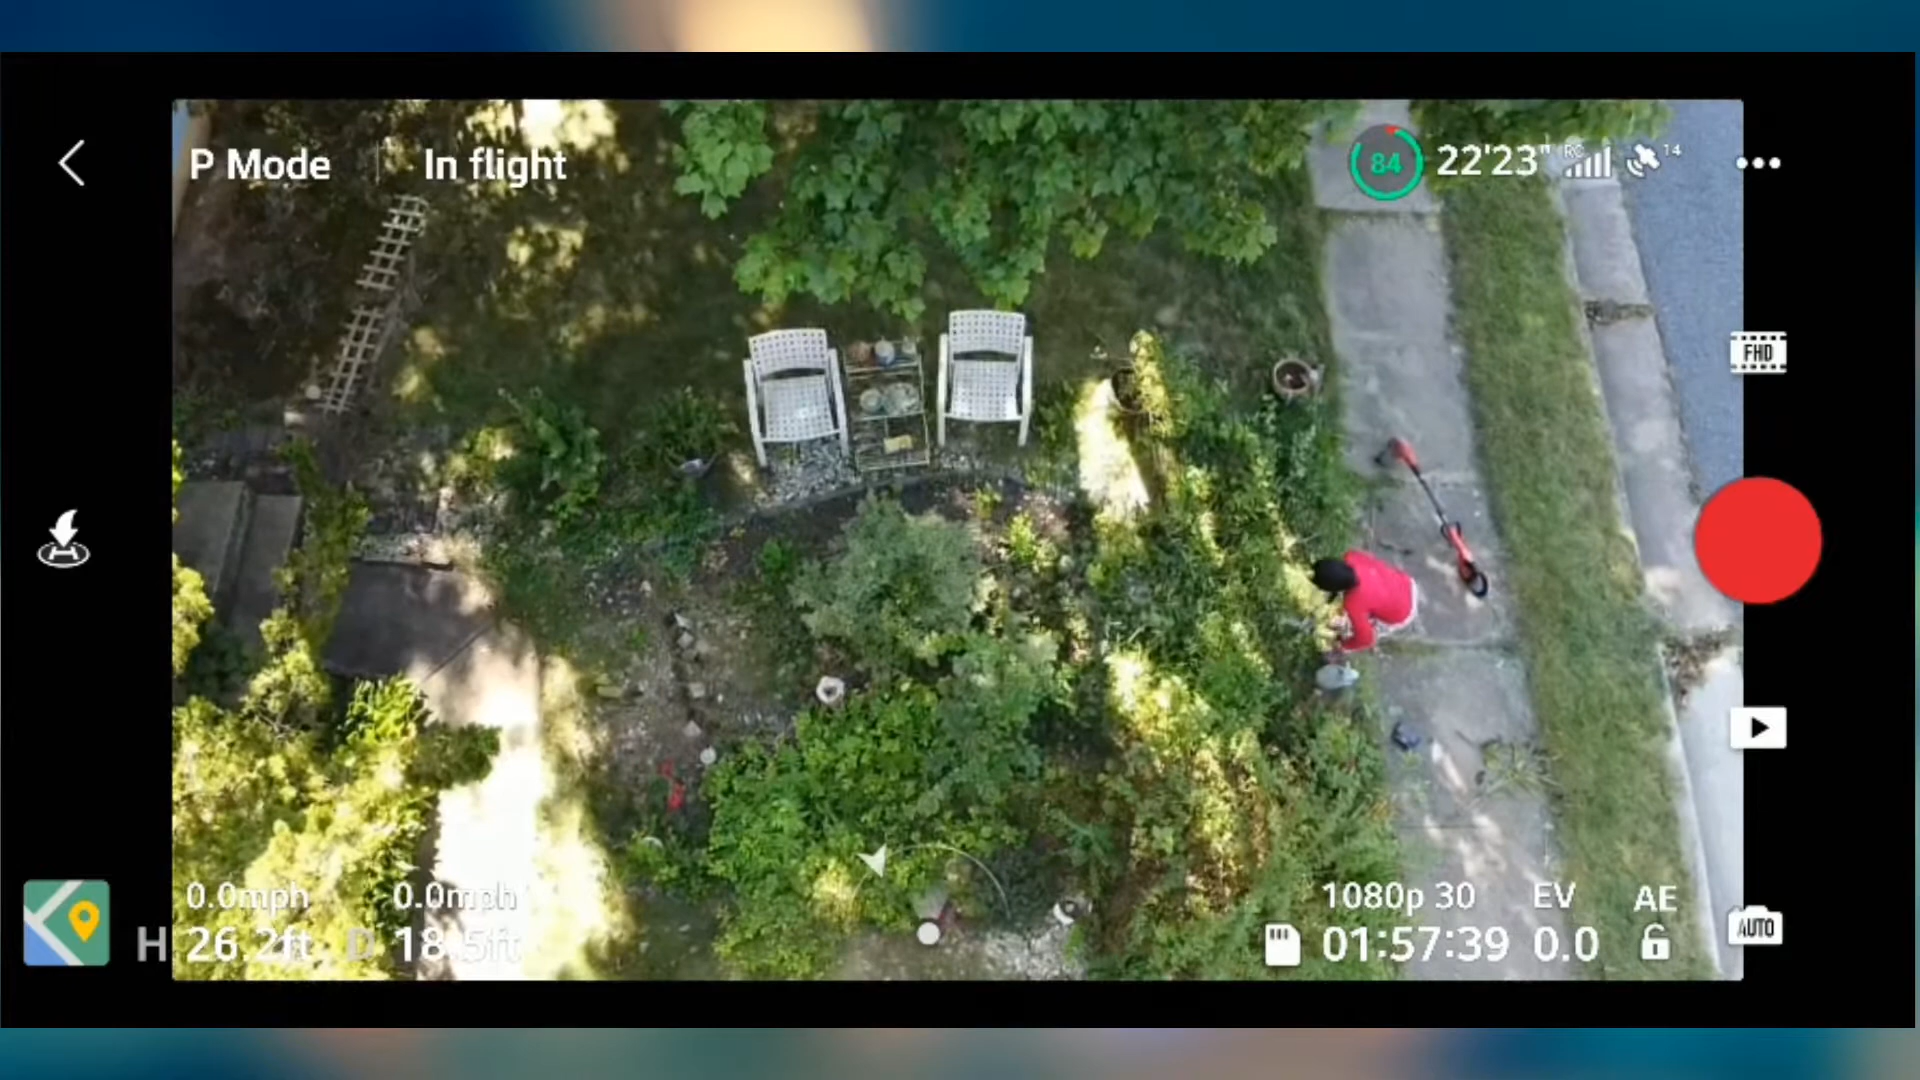 P Mode In flight 84 22'23" RC 14
FHD
0.0mph 0.0mph 1080p 30 EV AE
H 26.2ft, D 18.5ft 01:57:39 0.0 AUTO